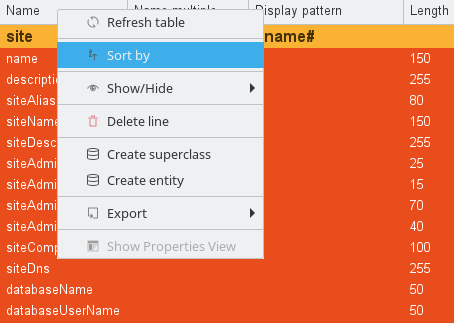 Name Name multiple Display pattern Length
site name#
name 150
descriptio 255
siteAlias 80
siteName 150
siteDesc 255
siteAdmi 25
siteAdmi 15
siteAdmi 70
siteAdmi 40
siteComp 100
siteDns 255
databaseName 50
databaseUserName 50
Refresh table
Sort by
Show/Hide
Delete line
Create superclass
Create entity
Export
Show Properties View